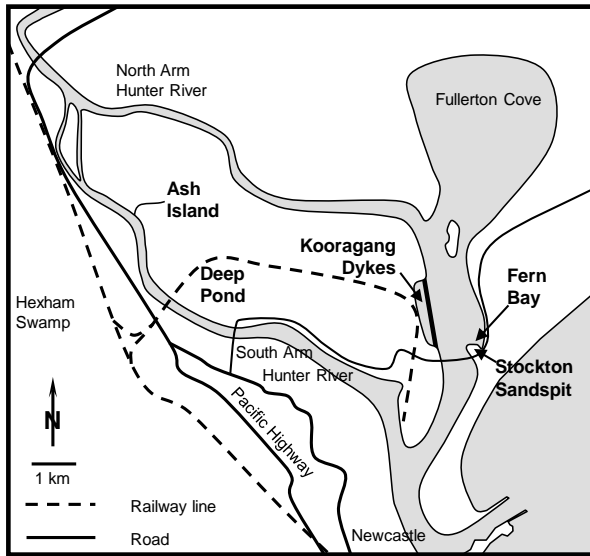 North Arm
Hunter River
Fullerton Cove
Ash
Island
Kooragang
Dykes
Deep
Pond
Fern
Bay
Hexham
Swamp
South Arm
Hunter River
Stockton
Sandspit
Pacific Highway
N
1 km
Railway line
Road
Newcastle